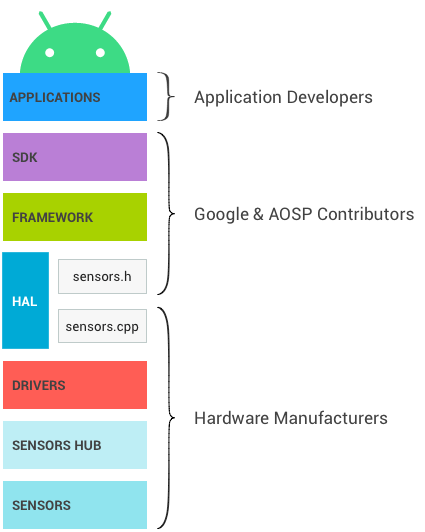 APPLICATIONS
Application Developers
SDK
FRAMEWORK
Google & AOSP Contributors
HAL
sensors.h
sensors.cpp
DRIVERS
Hardware Manufacturers
SENSORS HUB
SENSORS